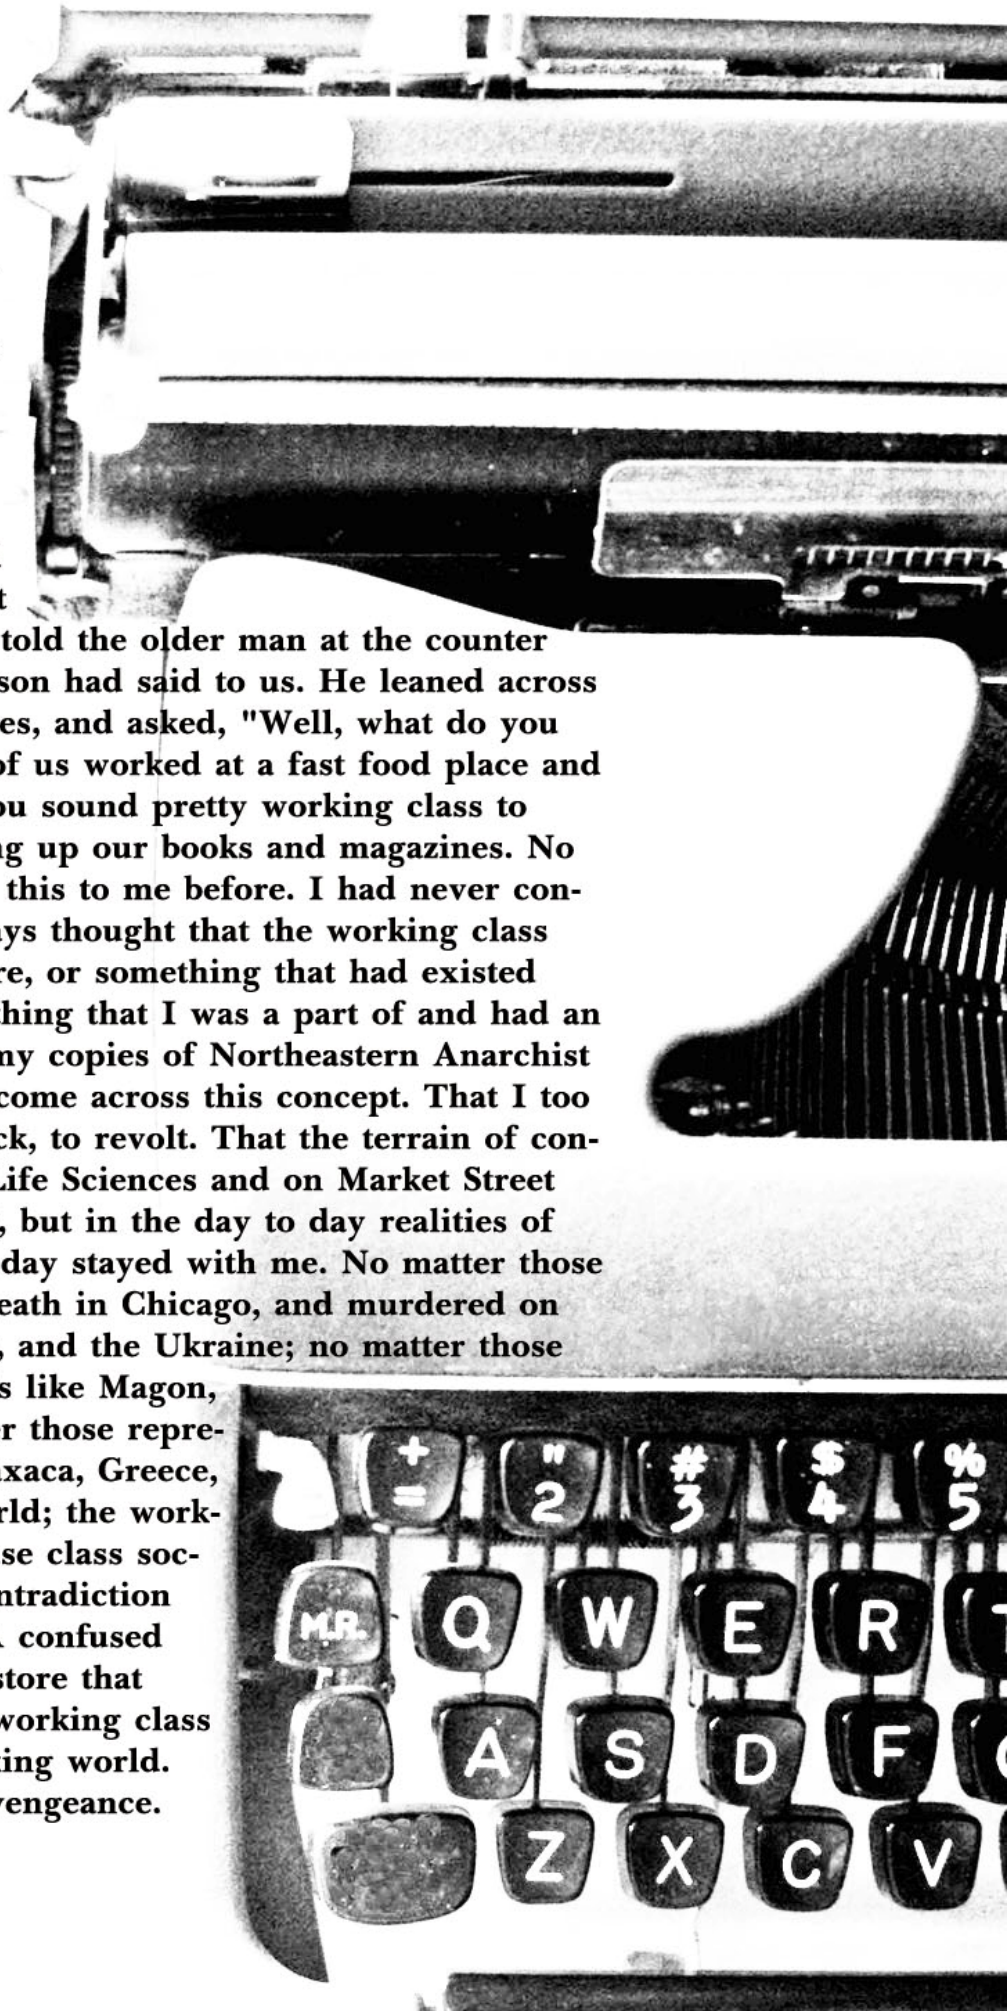 t
told the older man at the counter
son had said to us. He leaned across
es, and asked, "Well, what do you
of us worked at a fast food place and
ou sound pretty working class to
ng up our books and magazines. No
this to me before. I had never con-
ays thought that the working class
re, or something that had existed
thing that I was a part of and had an
my copies of Northeastern Anarchist
come across this concept. That I too
ck, to revolt. That the terrain of con-
Life Sciences and on Market Street
, but in the day to day realities of
day stayed with me. No matter those
eath in Chicago, and murdered on
, and the Ukraine; no matter those
s like Magon,
er those repre-
axaca, Greece,
rld; the work-
se class soc-
ntradiction
A confused
store that
working class
ing world.
vengeance.
+ " # $ %
= 2 3 4 5
M.R. Q W E R
A S D F
Z X C V